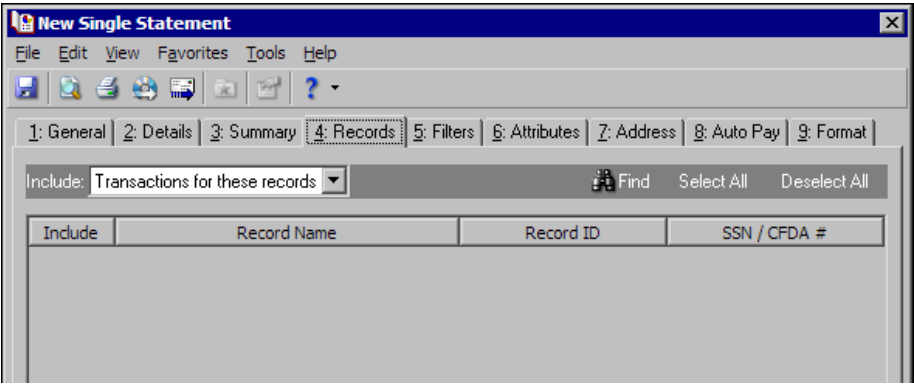 New Single Statement
File Edit View Favorites Tools Help
1: General 2: Details 3: Summary 4: Records 5: Filters 6: Attributes 7: Address 8: Auto Pay 9: Format
Include: Transactions for these records Find Select All Deselect All
Include Record Name Record ID SSN / CFDA #